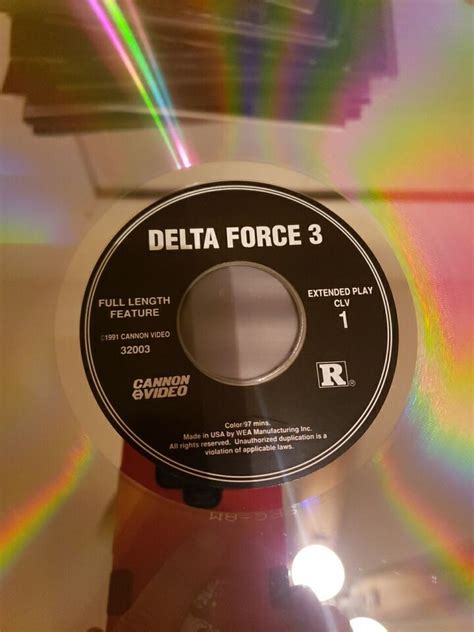 DELTA FORCE 3
FULL LENGTH
FEATURE
©1991 CANNON VIDEO
32003
EXTENDED PLAY
CLV
1
CANNON
VIDEO
R ®
Color/97 mins.
Made in USA by WEA Manufacturing Inc.
All rights reserved. Unauthorized duplication is a
violation of applicable laws.